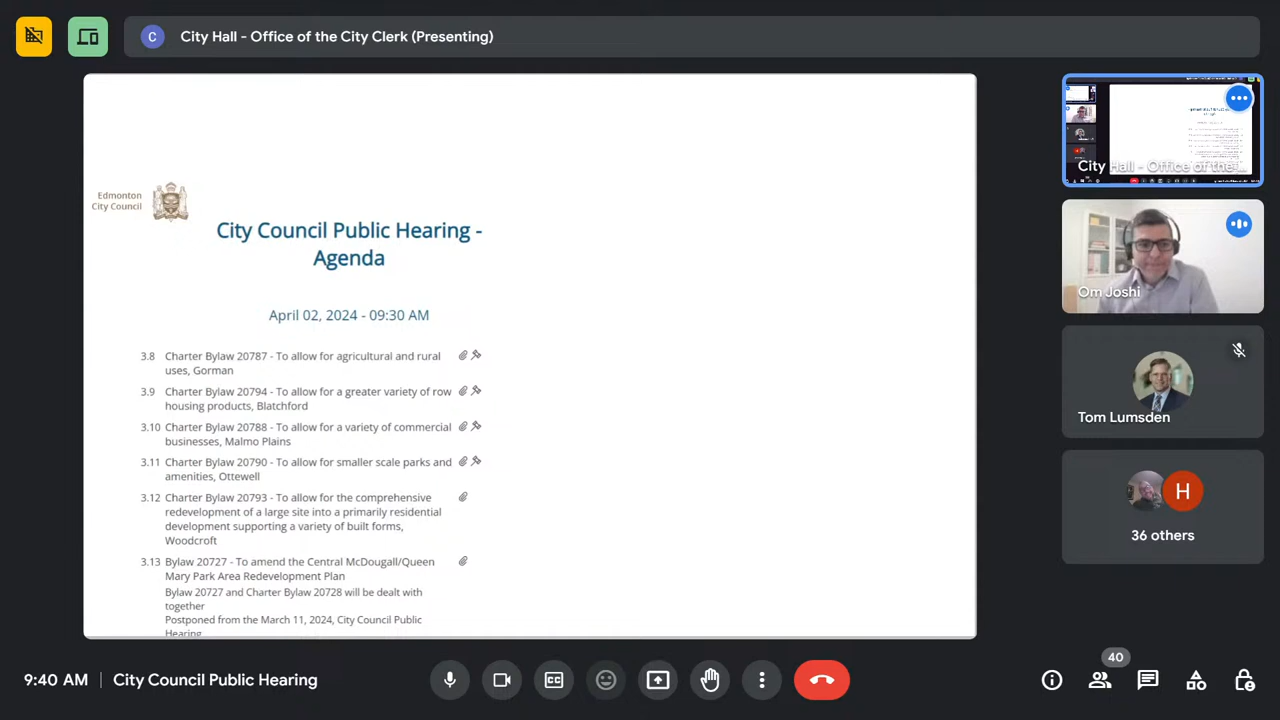 C City Hall - Office of the City Clerk (Presenting)
Edmonton
City Council
City Council Public Hearing -
Agenda
April 02, 2024 - 09:30 AM
3.8 Charter Bylaw 20787 - To allow for agricultural and rural
uses, Gorman
3.9 Charter Bylaw 20794 - To allow for a greater variety of row
housing products, Blatchford
3.10 Charter Bylaw 20788 - To allow for a variety of commercial
businesses, Malmo Plains
3.11 Charter Bylaw 20790 - To allow for smaller scale parks and
amenities, Ottewell
3.12 Charter Bylaw 20793 - To allow for the comprehensive
redevelopment of a large site into a primarily residential
development supporting a variety of built forms,
Woodcroft
3.13 Bylaw 20727 - To amend the Central McDougall/Queen
Mary Park Area Redevelopment Plan
Bylaw 20727 and Charter Bylaw 20728 will be dealt with
together
Postponed from the March 11, 2024, City Council Public
Hearing
City Hall - Office of the...
Om Joshi
Tom Lumsden
H
36 others
9:40 AM | City Council Public Hearing
CC
40